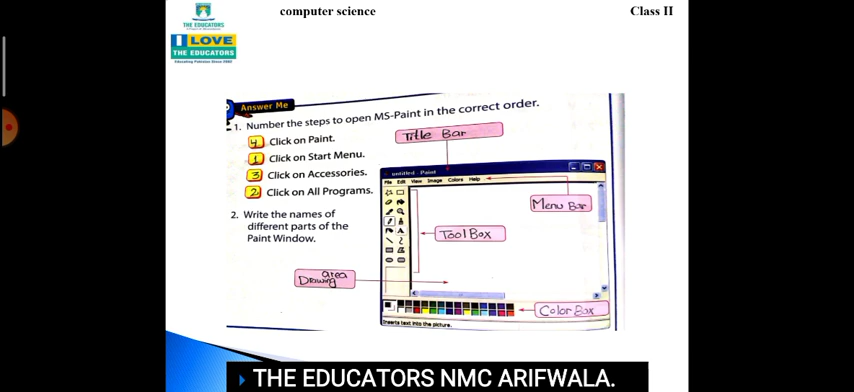 computer science
Class II
THE EDUCATORS
I LOVE
THE EDUCATORS
Educating Pakistan Since 2002
Answer Me
1. Number the steps to open MS-Paint in the correct order.
4 Click on Paint.
1 Click on Start Menu.
3 Click on Accessories.
2 Click on All Programs.
Title Bar
untitled - Paint
File Edit View Image Colors Help
Menu Bar
2. Write the names of
different parts of the
Paint Window.
Tool Box
area
Drawing
Color Box
Inserts text into the picture.
THE EDUCATORS NMC ARIFWALA.